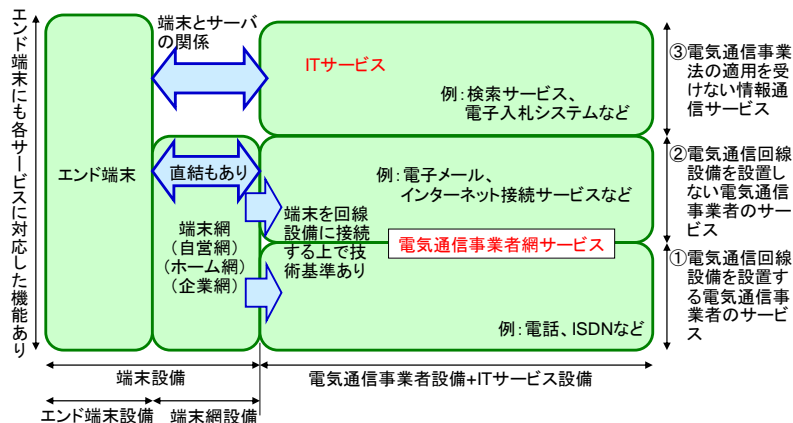 エンド端末にも各サービスに対応した機能あり
端末とサーバ
の関係
ITサービス
例：検索サービス、
電子入札システムなど
③電気通信事業
法の適用を受
けない情報通
信サービス
エンド端末
直結もあり
例：電子メール、
インターネット接続サービスなど
②電気通信回線
設備を設置し
ない電気通信
事業者のサー
ビス
端末網
（自営網）
（ホーム網）
（企業網）
端末を回線
設備に接続
する上で技
術基準あり
電気通信事業者網サービス
①電気通信回線
設備を設置す
る電気通信事
業者のサービ
ス
例：電話、ISDNなど
端末設備
電気通信事業者設備+ITサービス設備
エンド端末設備
端末網設備